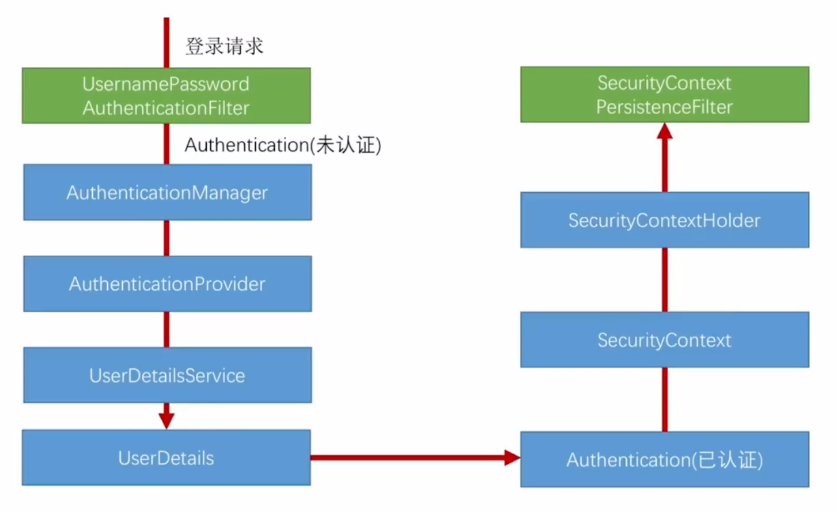 登录请求
UsernamePassword
AuthenticationFilter
Authentication(未认证)
AuthenticationManager
AuthenticationProvider
UserDetailsService
UserDetails
SecurityContext
PersistenceFilter
SecurityContextHolder
SecurityContext
Authentication(已认证)